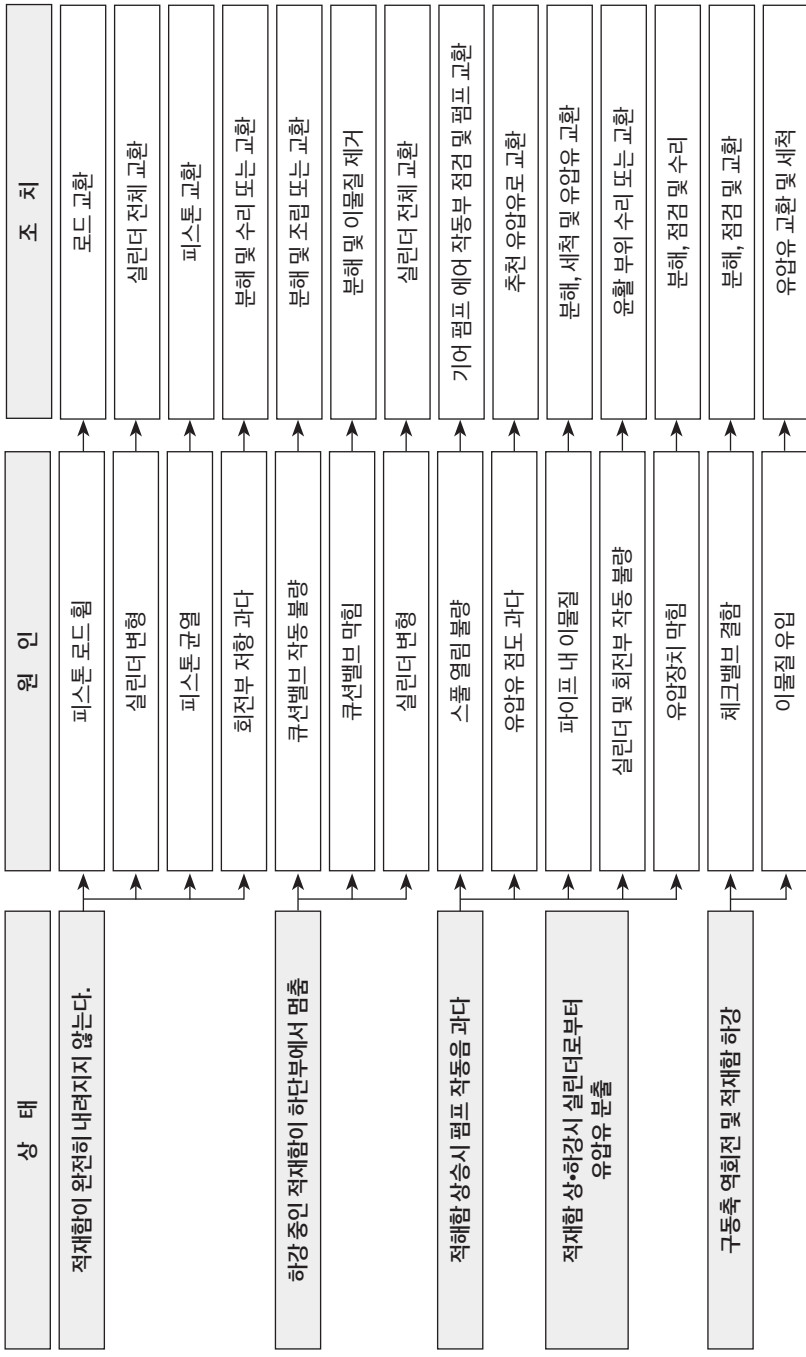 상 태
원 인
조 치
적재함이 완전히 내려지지 않는다.
피스톤 로드 휨
로드 교환
실린더 변형
실린더 전체 교환
피스톤 균열
피스톤 교환
회전부 저항 과다
분해 및 수리 또는 교환
하강 중인 적재함이 하단부에서 멈춤
큐션밸브 작동 불량
분해 및 조립 또는 교환
큐션밸브 막힘
분해 및 이물질 제거
실린더 변형
실린더 전체 교환
적해함 상승시 펌프 작동음 과다
스풀 열림 불량
기어 펌프 에어 작동부 점검 및 펌프 교환
유압유 점도 과다
추천 유압유로 교환
적재함 상•하강시 실린더로부터
유압유 분출
파이프 내 이물질
분해, 세척 및 유압유 교환
실린더 및 회전부 작동 불량
윤활 부위 수리 또는 교환
유압장치 막힘
분해, 점검 및 수리
구동축 역회전 및 적재함 하강
체크밸브 결함
분해, 점검 및 교환
이물질 유입
유압유 교환 및 세척